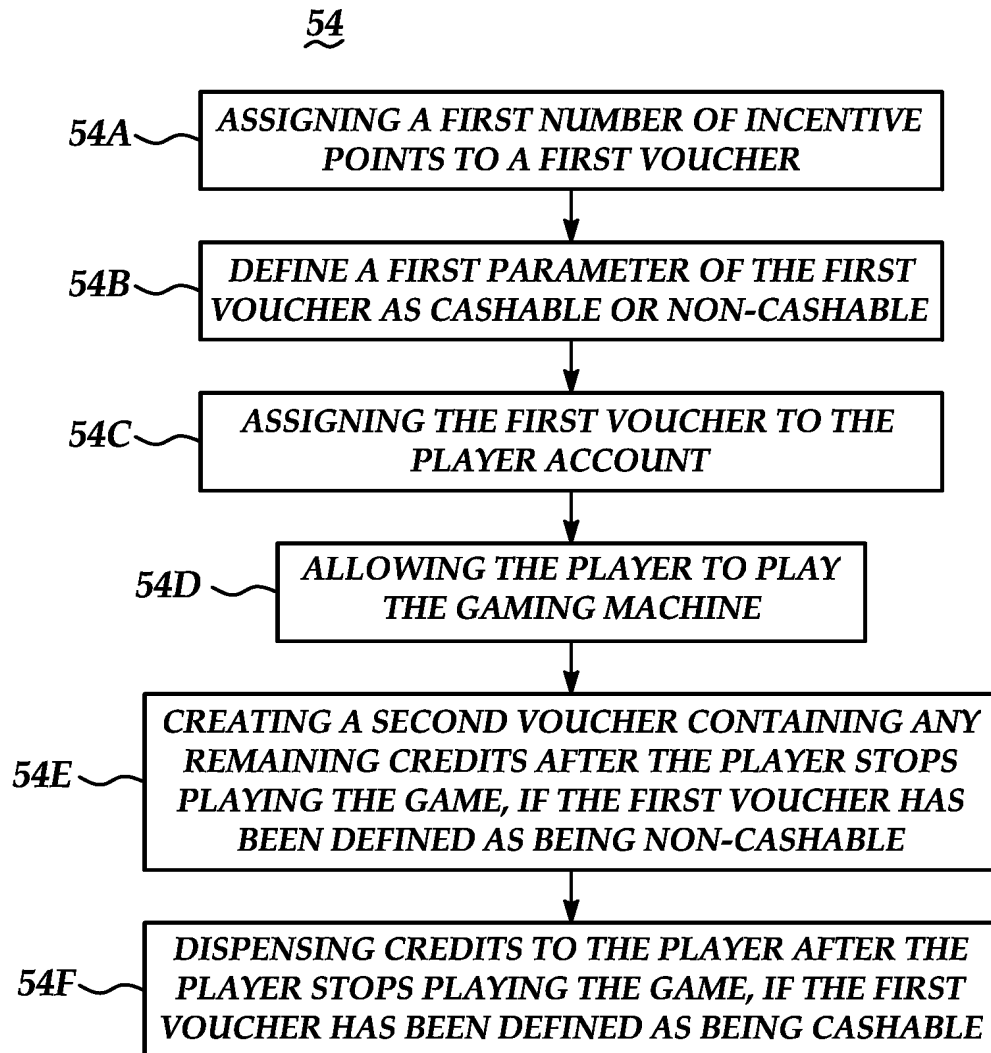 54
54A
ASSIGNING A FIRST NUMBER OF INCENTIVE
POINTS TO A FIRST VOUCHER
54B
DEFINE A FIRST PARAMETER OF THE FIRST
VOUCHER AS CASHABLE OR NON-CASHABLE
54C
ASSIGNING THE FIRST VOUCHER TO THE
PLAYER ACCOUNT
54D
ALLOWING THE PLAYER TO PLAY
THE GAMING MACHINE
54E
CREATING A SECOND VOUCHER CONTAINING ANY
REMAINING CREDITS AFTER THE PLAYER STOPS
PLAYING THE GAME, IF THE FIRST VOUCHER HAS
BEEN DEFINED AS BEING NON-CASHABLE
54F
DISPENSING CREDITS TO THE PLAYER AFTER THE
PLAYER STOPS PLAYING THE GAME, IF THE FIRST
VOUCHER HAS BEEN DEFINED AS BEING CASHABLE